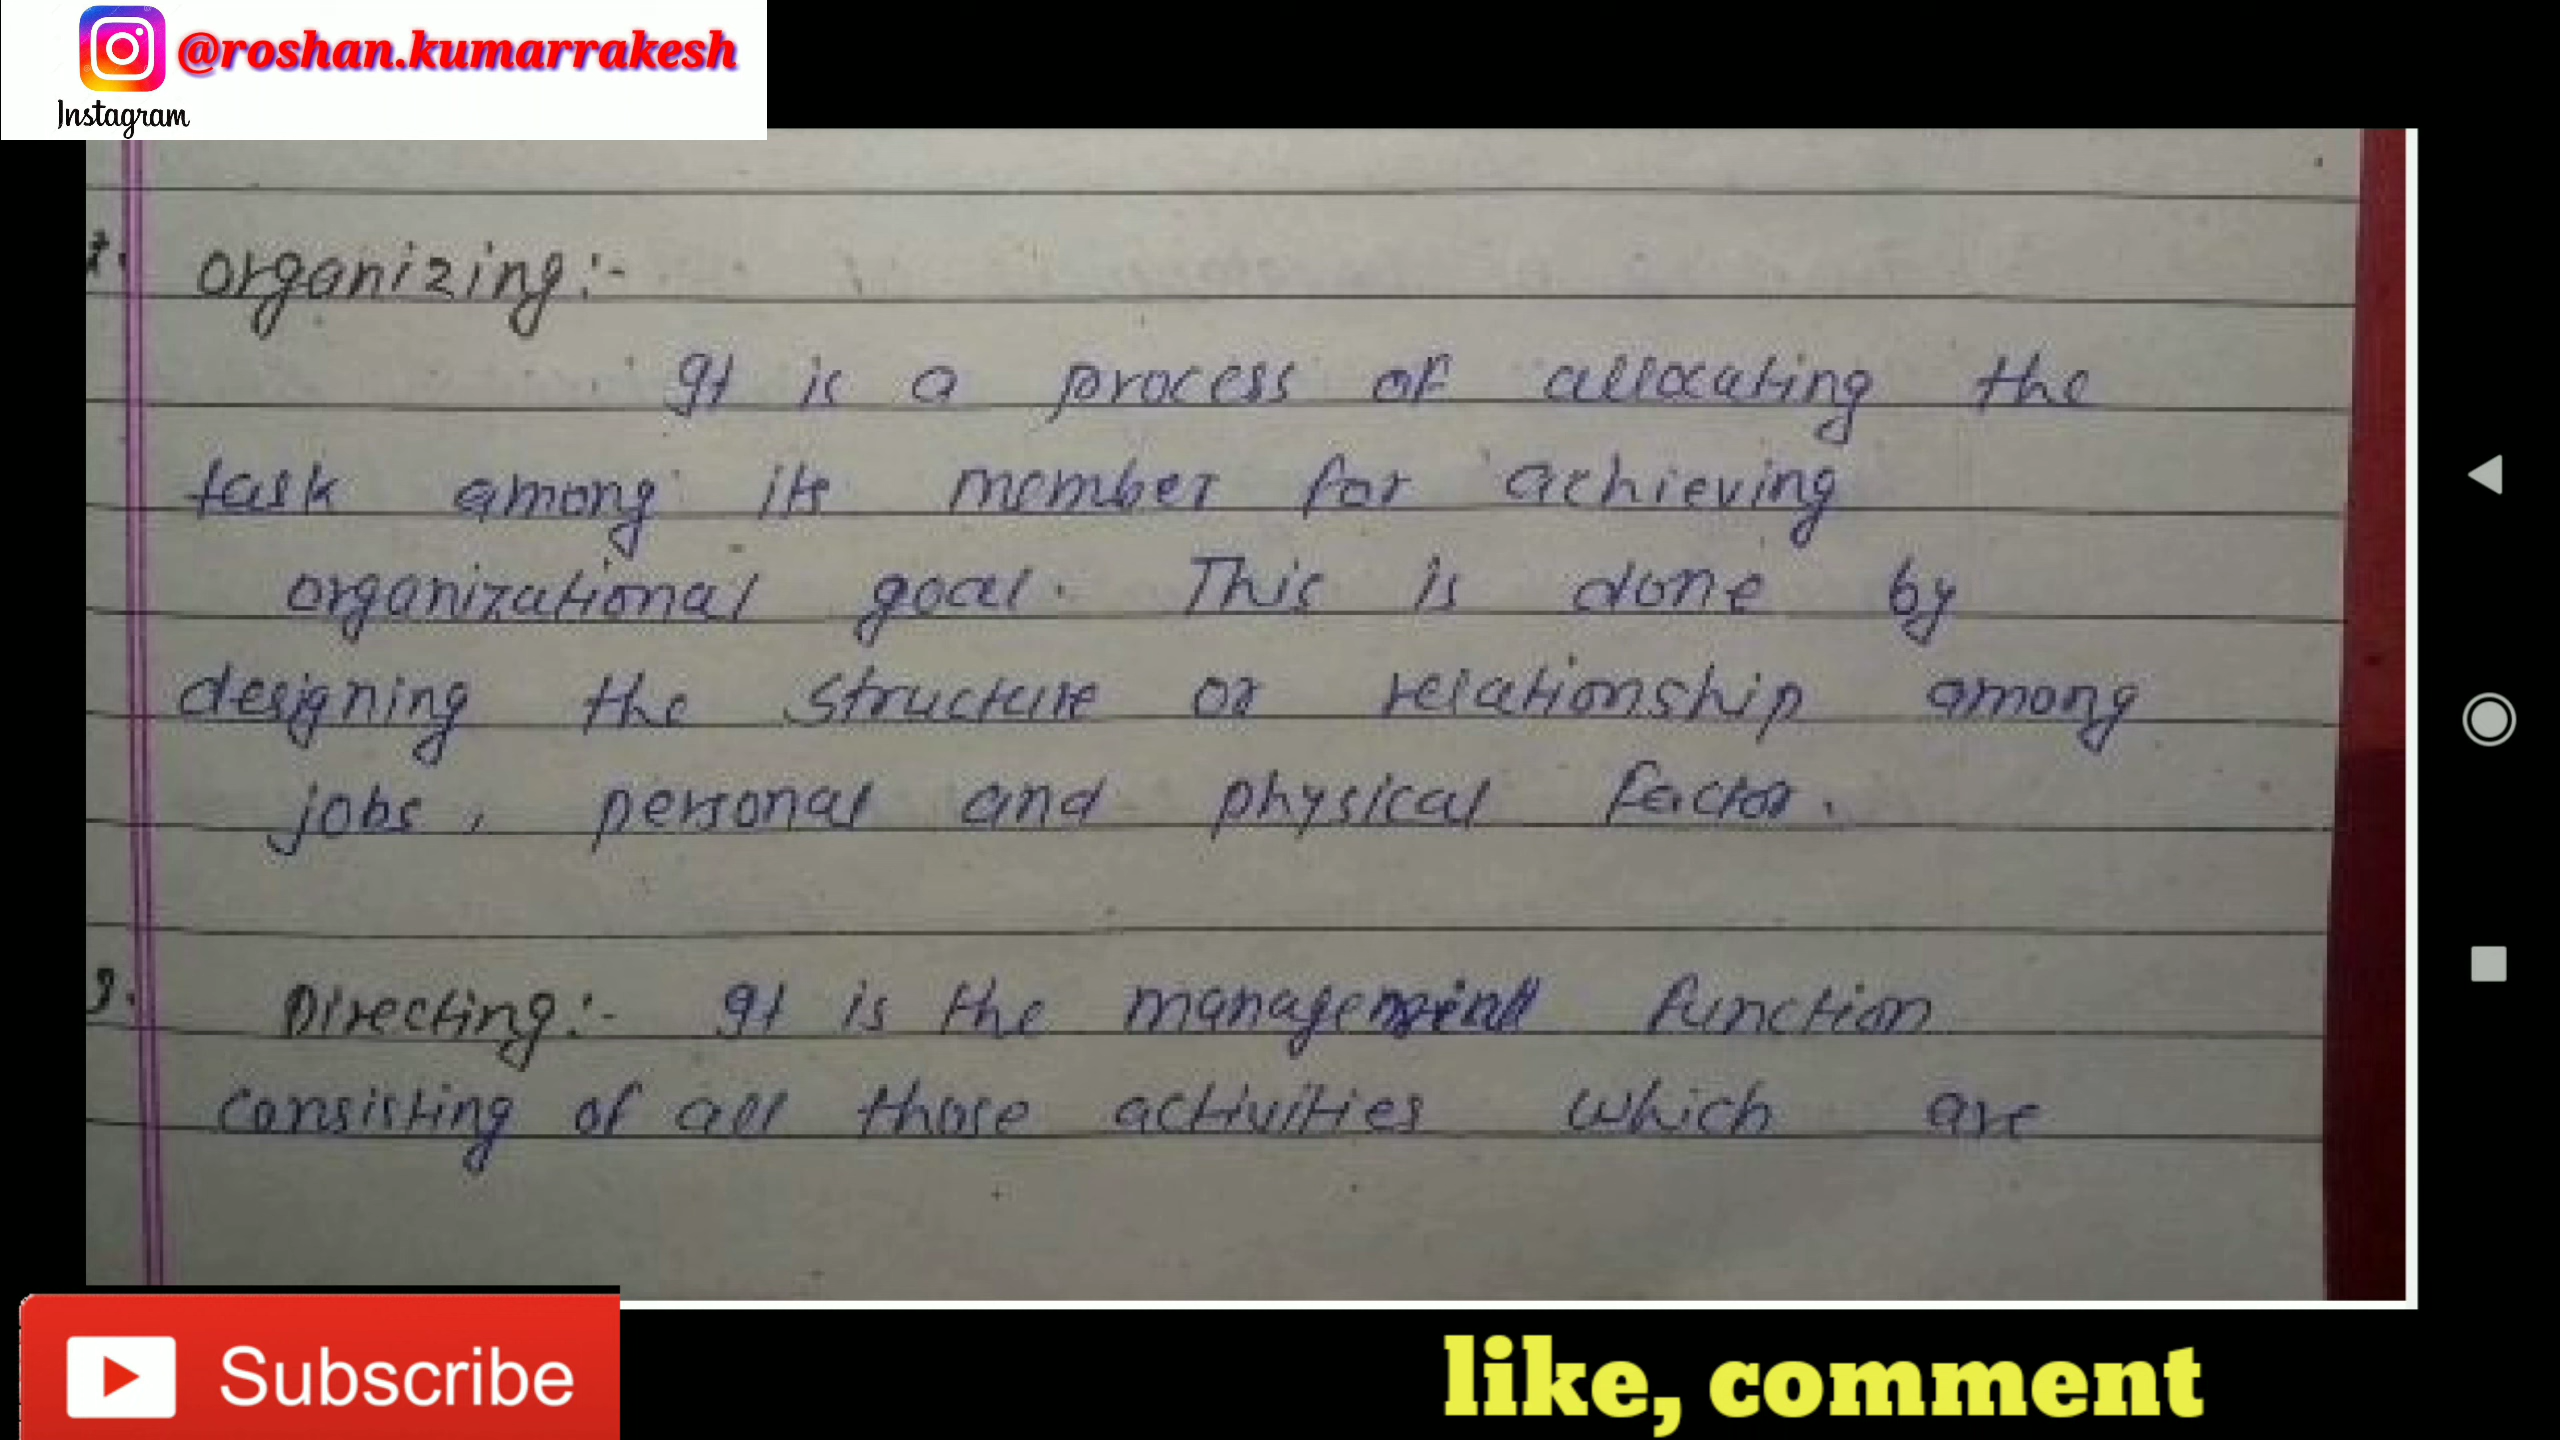 @roshan.kumarrakesh
Instagram
organizing:-
It is a process of allocating the
task among its member for achieving
organizational goal. This is done by
designing the structure or relationship among
jobs, personal and physical factor.
Directing:- It is the function
consisting of all those activities which are
Subscribe
like, comment